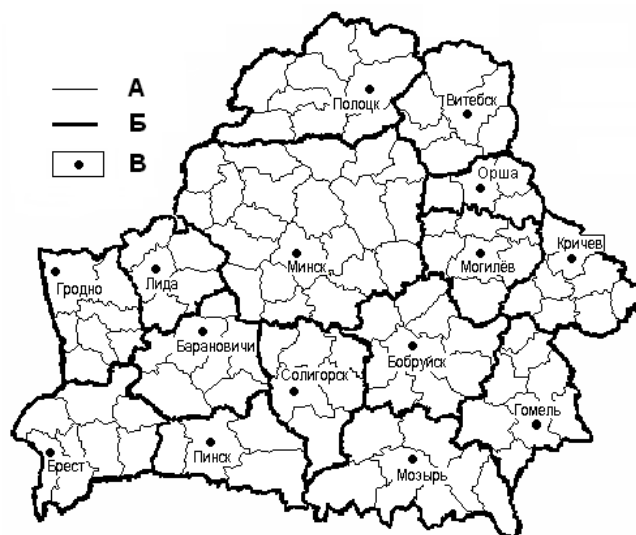 А
Б
В
Полоцк
Витебск
Орша
Кричев
Минск
Могилёв
Гродно
Лида
Барановичи
Солигорск
Бобруйск
Гомель
Брест
Пинск
Мозырь